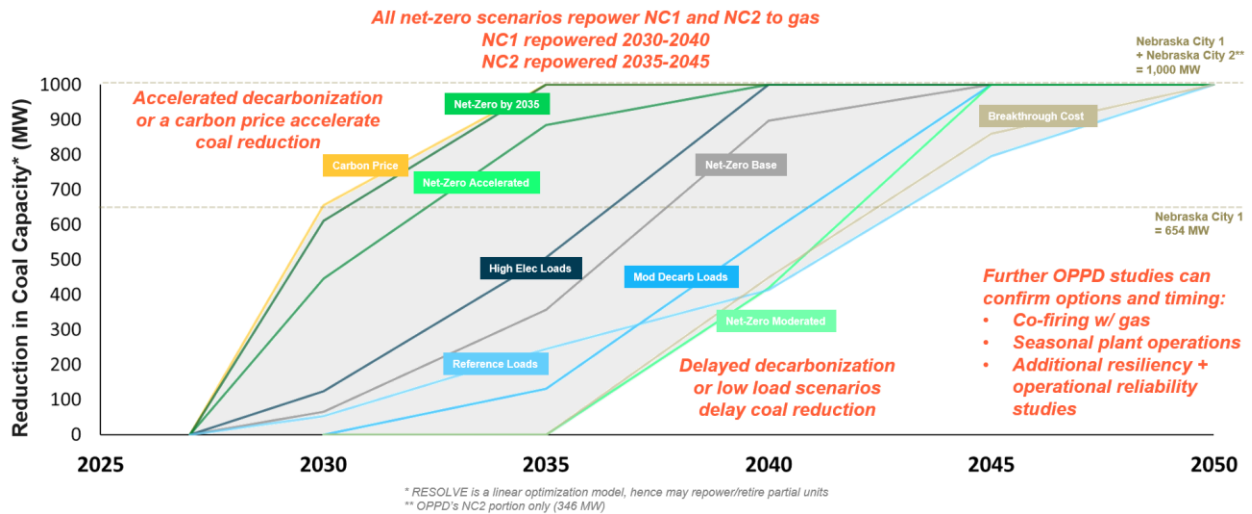 All net-zero scenarios repower NC1 and NC2 to gas
NC1 repowered 2030-2040
NC2 repowered 2035-2045
Nebraska City 1
+ Nebraska City 2**
= 1,000 MW
Accelerated decarbonization
or a carbon price accelerate
coal reduction
Net-Zero by 2035
Carbon Price
Net-Zero Accelerated
Breakthrough Cost
Net-Zero Base
Nebraska City 1
= 654 MW
High Elec Loads
Mod Decarb Loads
Net-Zero Moderated
Reference Loads
Delayed decarbonization
or low load scenarios
delay coal reduction
Further OPPD studies can
confirm options and timing:
• Co-firing w/ gas
• Seasonal plant operations
• Additional resiliency +
operational reliability
studies
Reduction in Coal Capacity* (MW)
1000
900
800
700
600
500
400
300
200
100
0
2025 2030 2035 2040 2045 2050
* RESOLVE is a linear optimization model, hence may repower/retire partial units
** OPPD's NC2 portion only (346 MW)